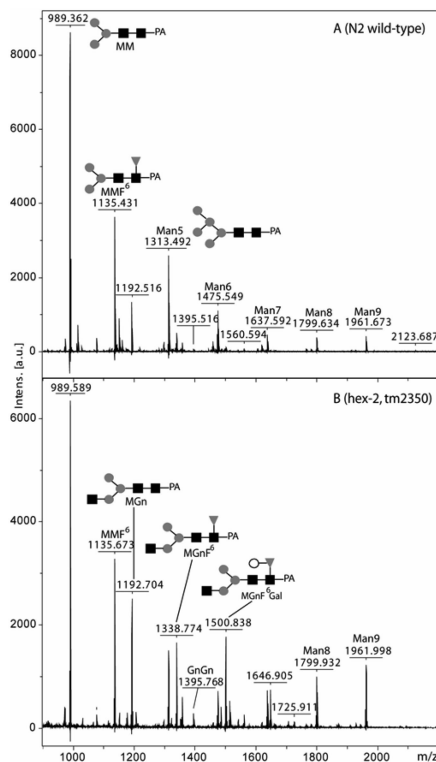 989.362
PA
MM
A (N2 wild-type)
8000
6000
PA
MMF6
1135.431
4000
Man5
1313.492
PA
Man6
1475.549
1192.516
2000
1395.516
Man7
1637.592
Man8
1799.634
Man9
1961.673
1560.594
2123.687
0
Intens. [a.u.]
989.589
B (hex-2, tm2350)
6000
PA
MGn
PA
MGnF6
4000
MMF6
1135.673
PA
MGnF6Gal
1192.704
1338.774
1500.838
2000
GnGn
1395.768
1646.905
Man8
1799.932
Man9
1961.998
1725.911
0
1000 1200 1400 1600 1800 2000 m/z